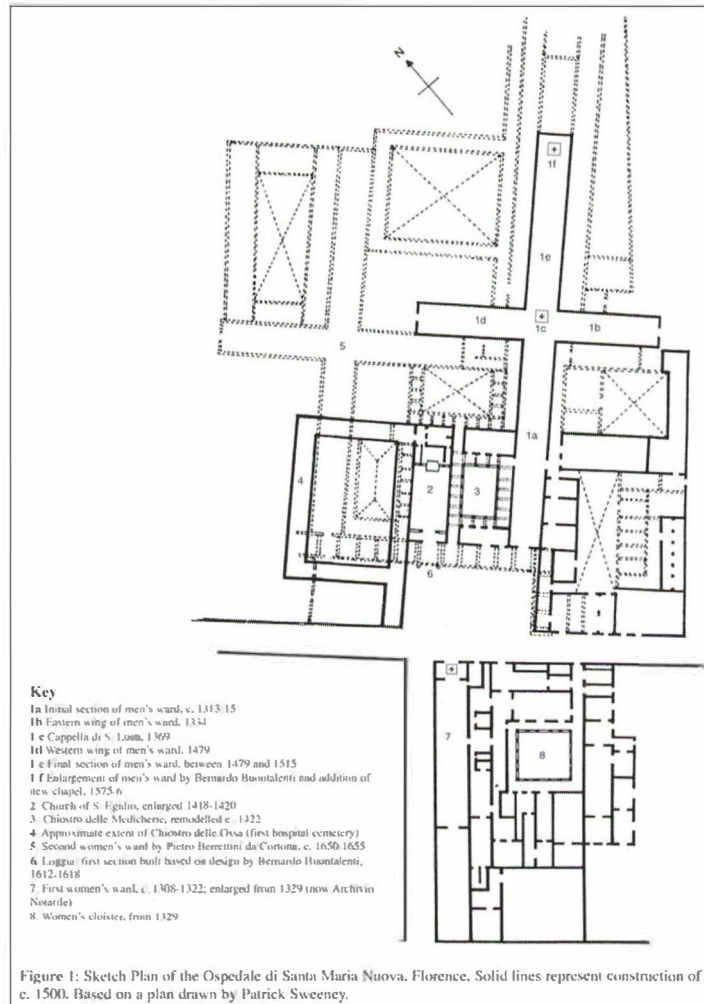 N
1f
1e
1d
1c
1b
5
1a
4
2
3
6
7
8
Key
1a Initial section of men's ward, c. 1313-15
1b Eastern wing of men's ward, 1334
1c Cappella di S. Luca, 1369
1d Western wing of men's ward, 1479
1e Final section of men's ward, between 1479 and 1515
1f Enlargement of men's ward by Bernardo Buontalenti and addition of
new chapel, 1575-6
2 Church of S. Egidio, enlarged 1418-1420
3 Chiostro delle Medicherie, remodelled c. 1422
4 Approximate extent of Chiostro delle Ossa (first hospital cemetery)
5 Second women's ward by Pietro Berrettini da Cortona, c. 1650-1655
6 Loggia: first section built based on design by Bernardo Buontalenti,
1612-1618
7 First women's ward, c. 1308-1322; enlarged from 1329 (now Archivio
Notarile)
8 Women's cloister, from 1329
Figure 1: Sketch Plan of the Ospedale di Santa Maria Nuova. Florence. Solid lines represent construction of
c. 1500. Based on a plan drawn by Patrick Sweeney.